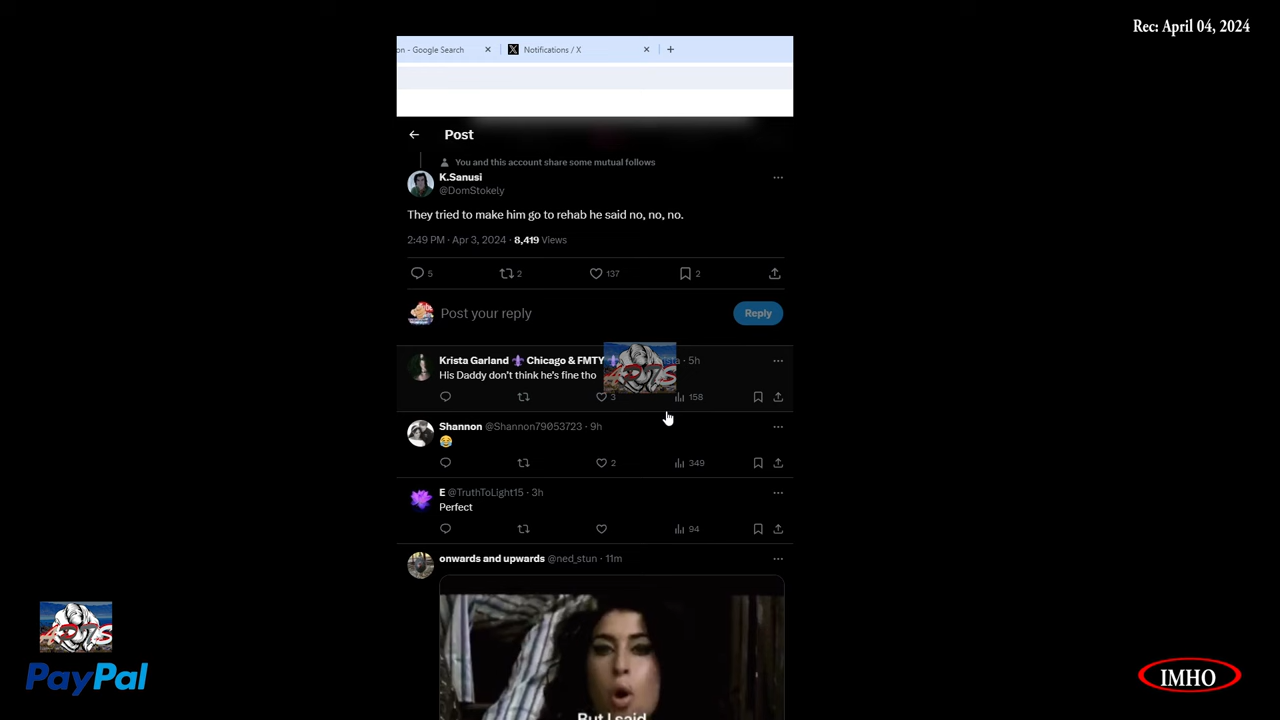 Rec: April 04, 2024
on - Google Search
Notifications / X
Post
You and this account share some mutual follows
K.Sanusi
@DomStokely
They tried to make him go to rehab he said no, no, no.
2:49 PM · Apr 3, 2024 · 8,419 Views
5 2 137 2
Post your reply
Reply
Krista Garland Chicago & FMTY · 5h
His Daddy don't think he's fine tho
3 158
Shannon @Shannon79053723 · 9h
😂
2 349
E @TruthToLight15 · 3h
Perfect
94
onwards and upwards @ned_stun · 11m
But I said
PayPal
IMHO